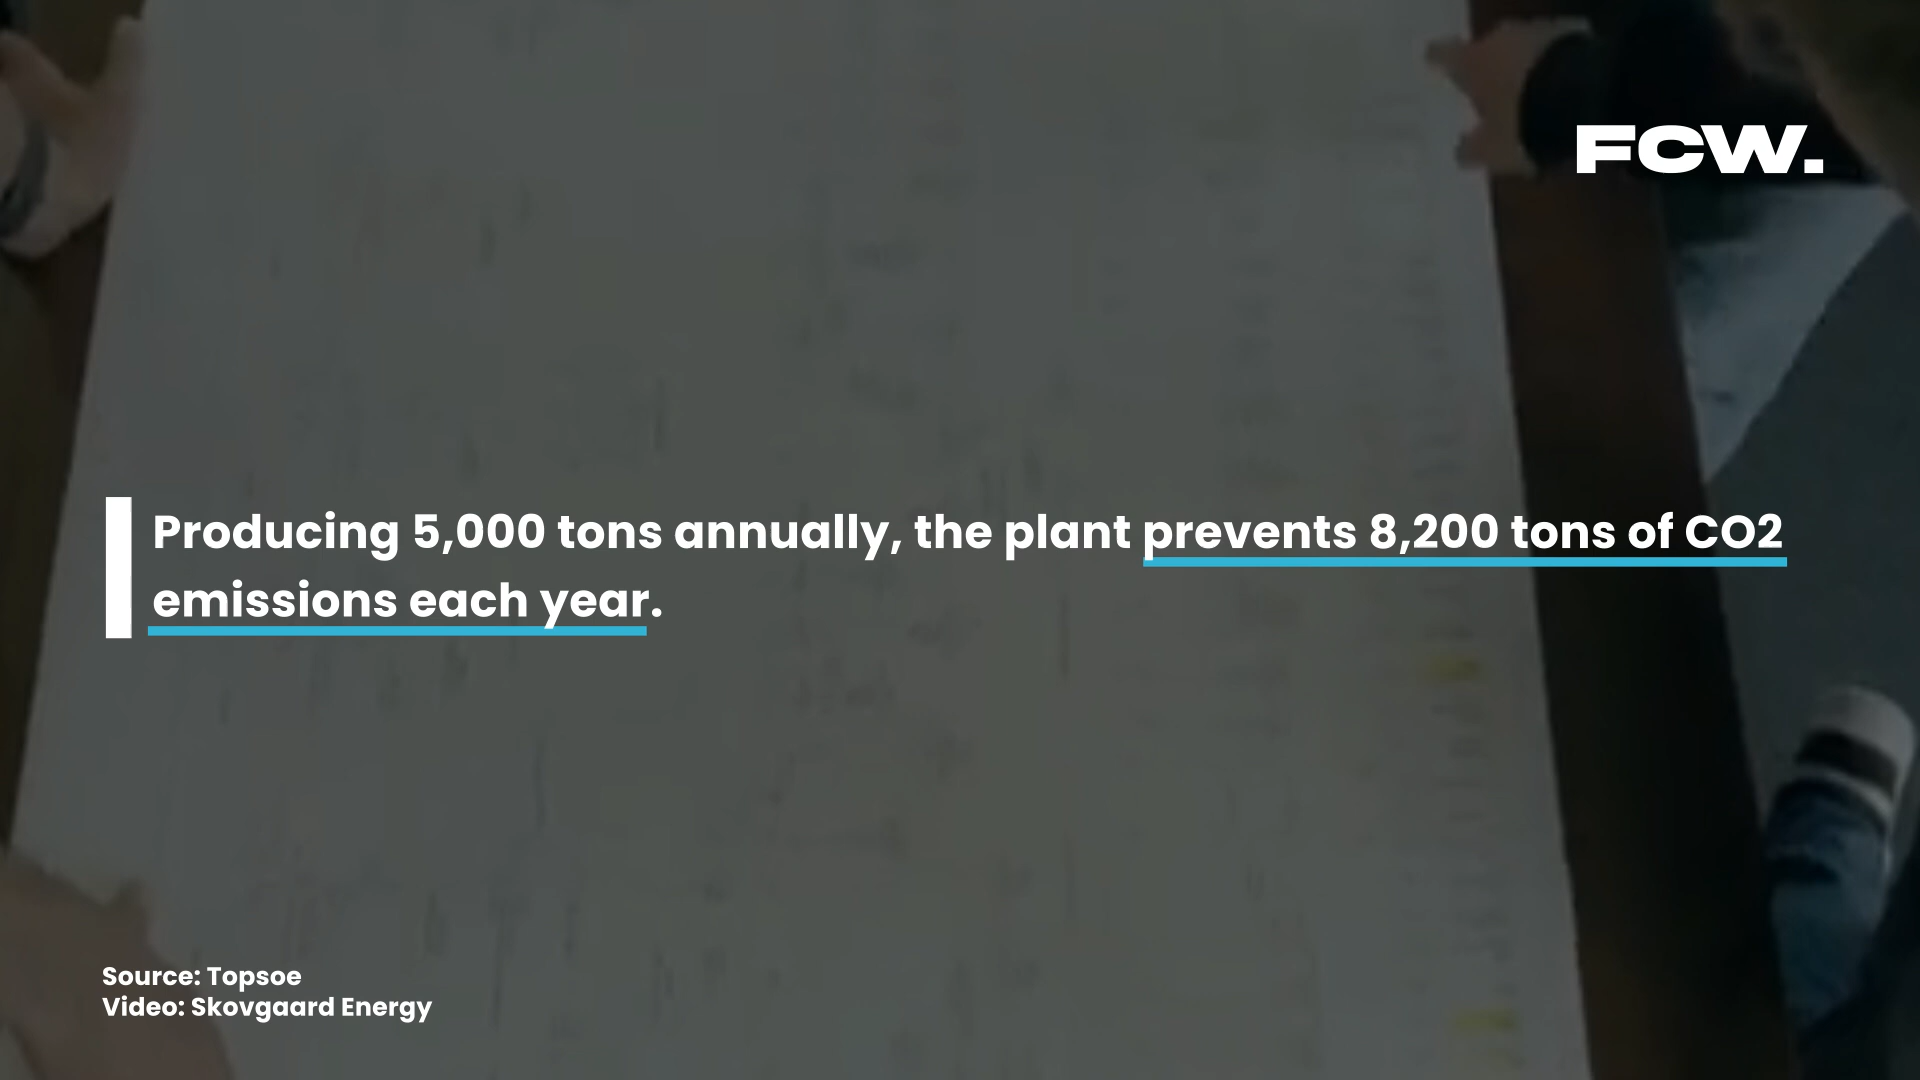 FCW.
Producing 5,000 tons annually, the plant prevents 8,200 tons of CO2
emissions each year.
Source: Topsoe
Video: Skovgaard Energy